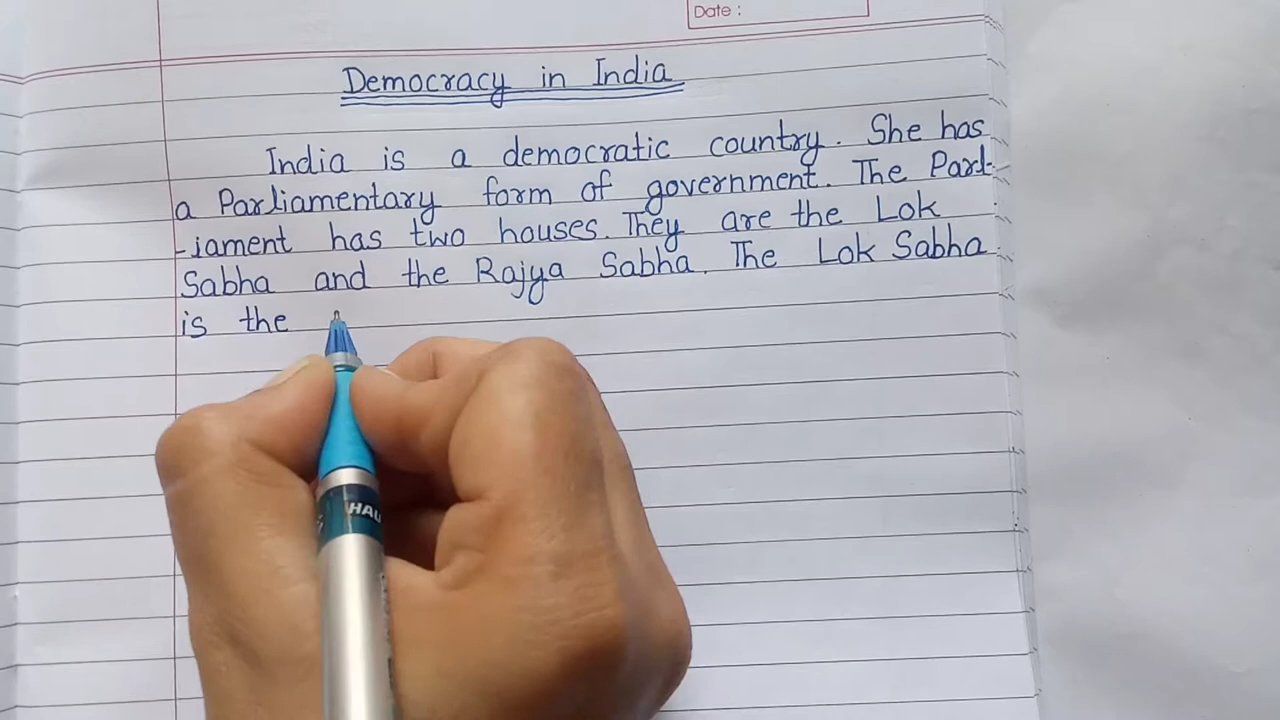 Date :
Democracy in India
India is a democratic country. She has
a Parliamentary form of government. The Parl-
-iament has two houses. They are the Lok
Sabha and the Rajya Sabha. The Lok Sabha
is the
HAU